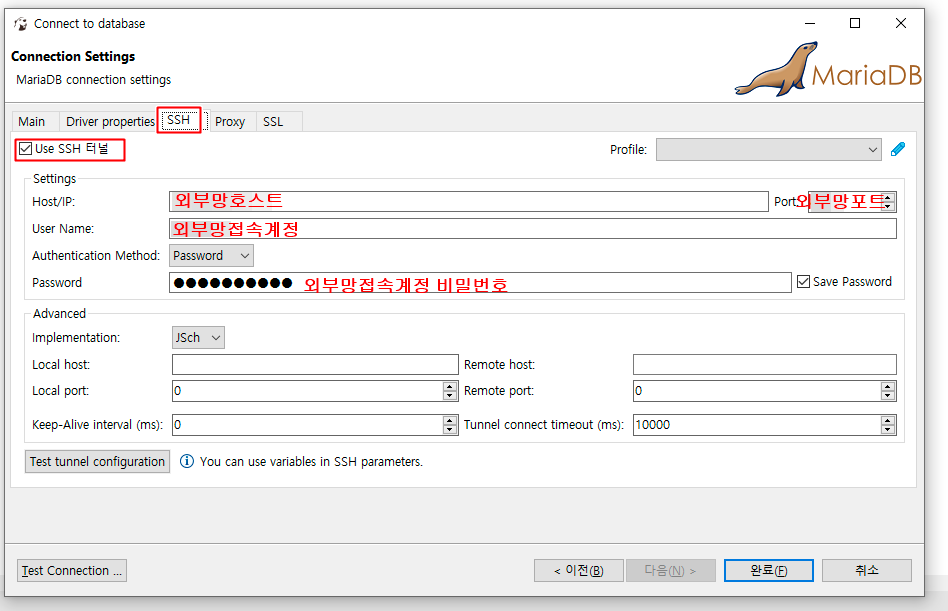 Connect to database
Connection Settings
MariaDB connection settings
MariaDB
Main Driver properties SSH Proxy SSL
Use SSH 터널 Profile:
Settings
Host/IP: 외부망호스트 Port: 외부망포트
User Name: 외부망접속계정
Authentication Method: Password
Password ●●●●●●●●●● 외부망접속계정 비밀번호 Save Password
Advanced
Implementation: JSch
Local host: Remote host:
Local port: 0 Remote port: 0
Keep-Alive interval (ms): 0 Tunnel connect timeout (ms): 10000
Test tunnel configuration You can use variables in SSH parameters.
Test Connection ... < 이전(B) 다음(N) > 완료(F) 취소